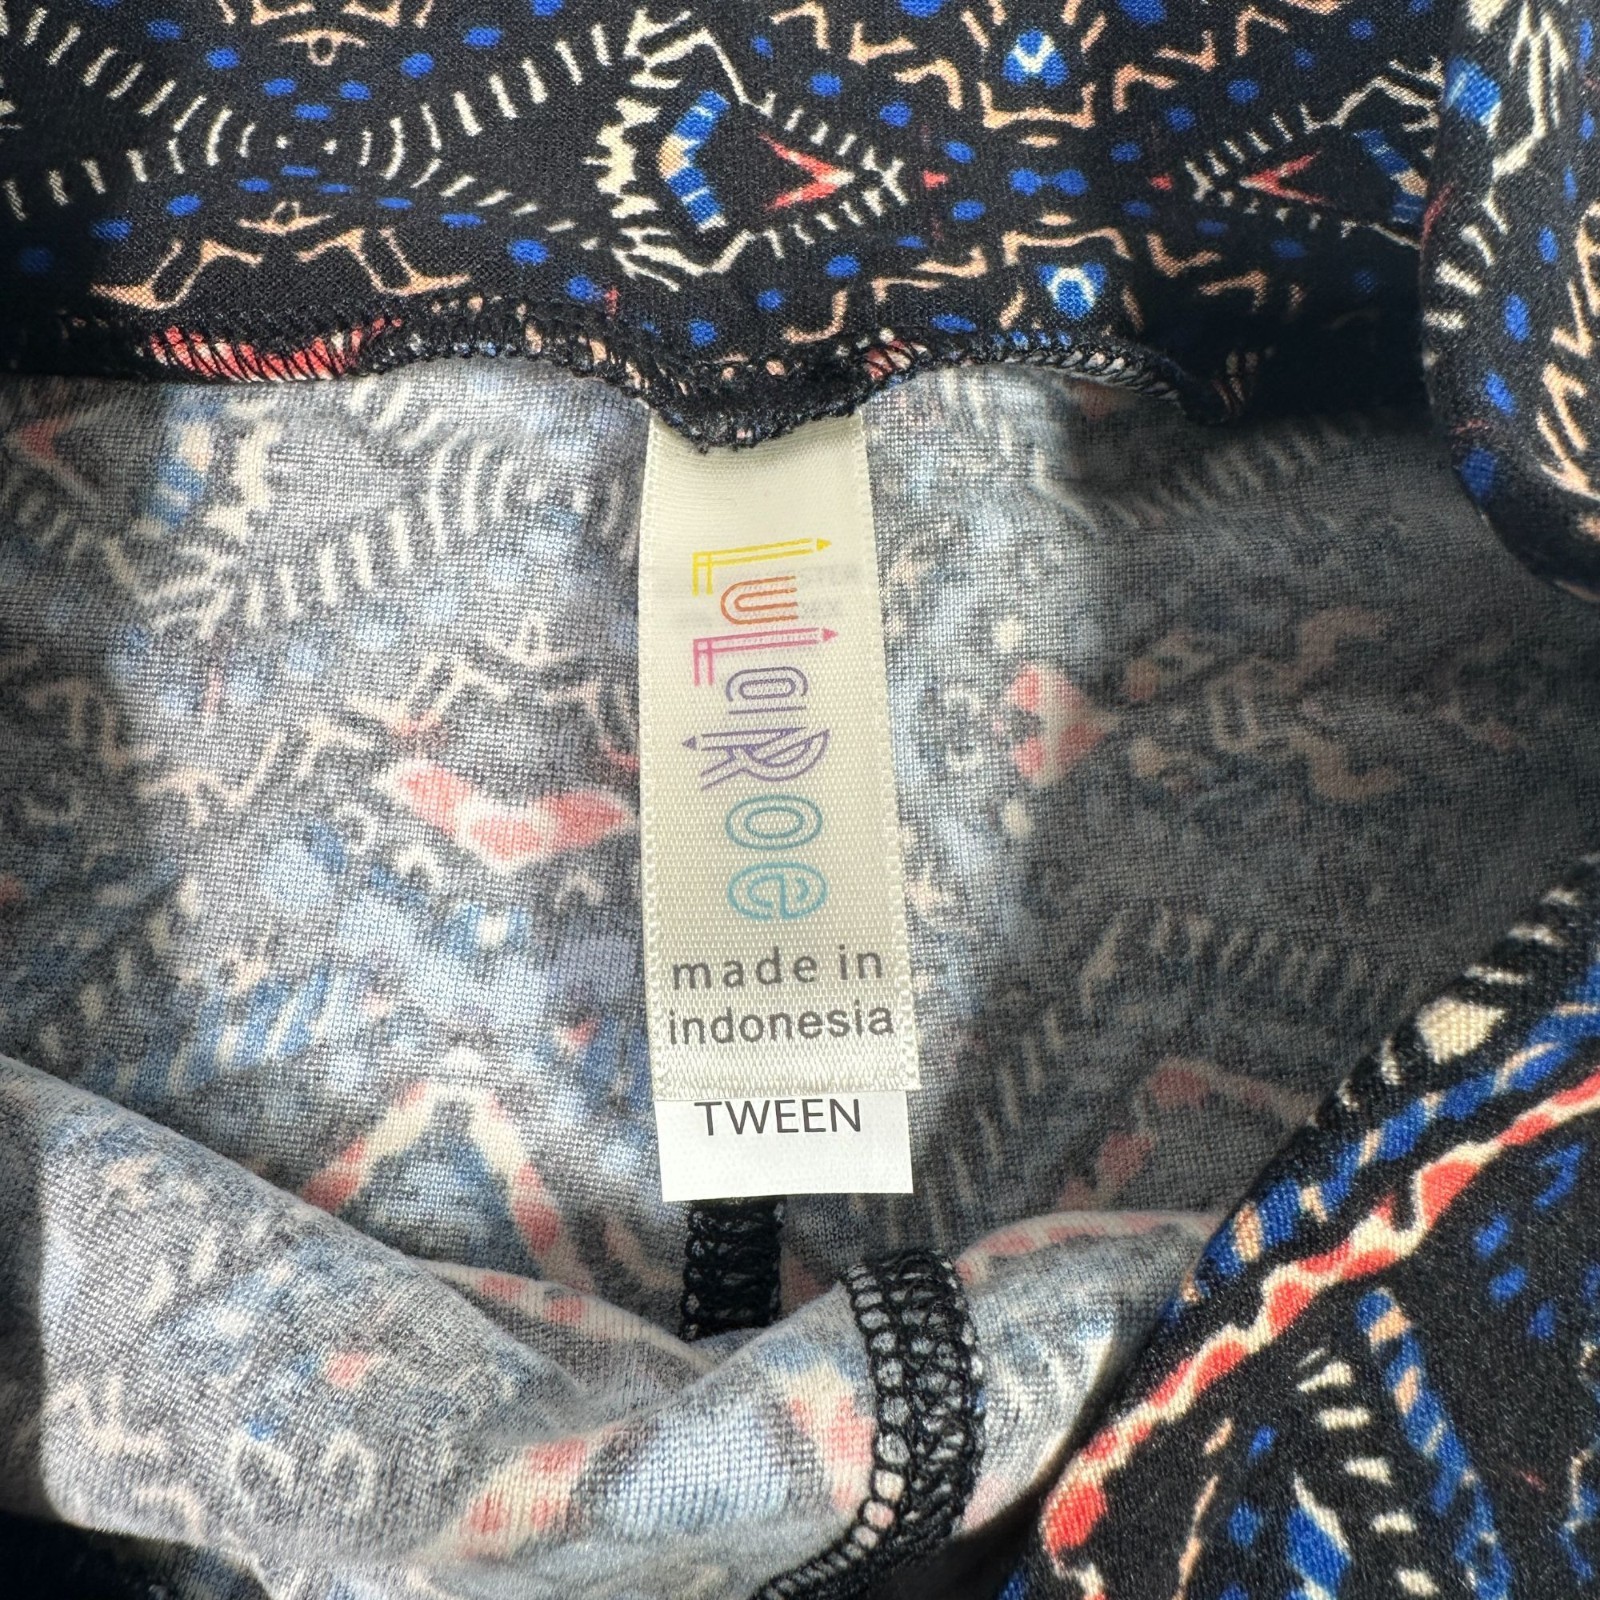 LuLaRoe
made in
indonesia
TWEEN